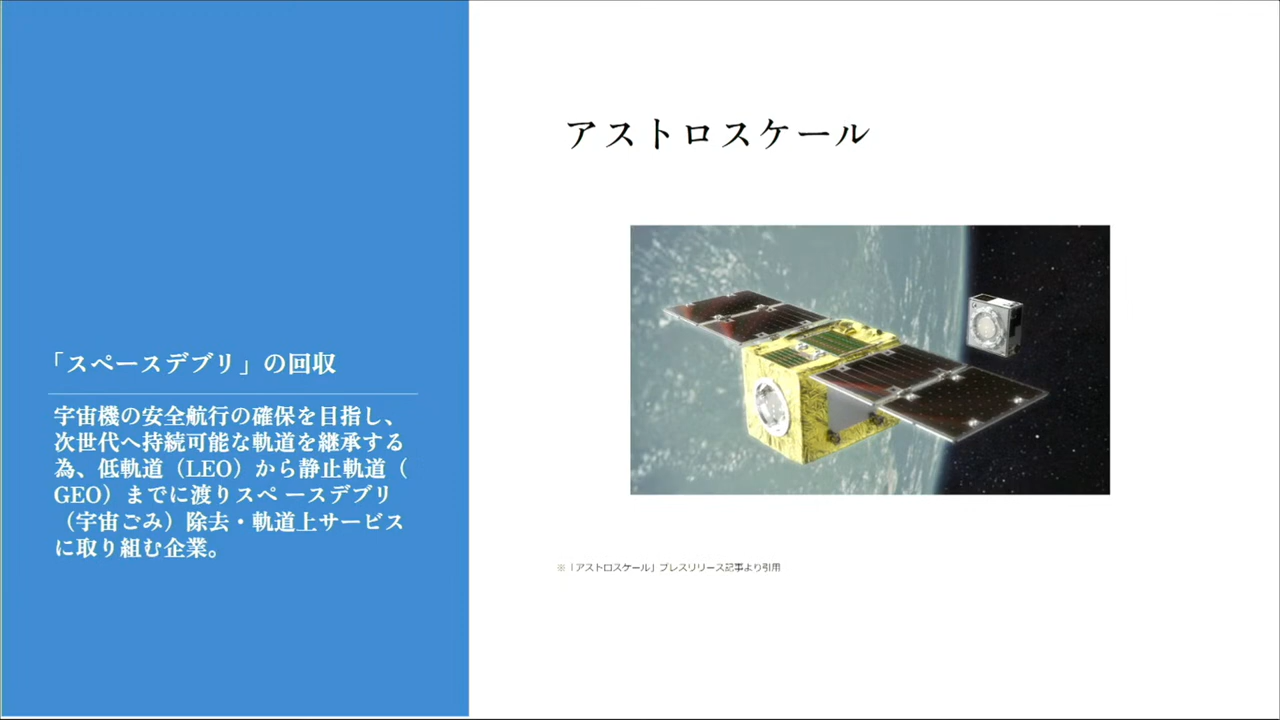 アストロスケール
「スペースデブリ」の回収
宇宙機の安全航行の確保を目指し、
次世代へ持続可能な軌道を継承する
為、低軌道（LEO）から静止軌道（
GEO）までに渡りスペ ースデブリ
（宇宙ごみ）除去・軌道上サービス
に取り組む企業。
※「アストロスケール」プレスリリース記事より引用